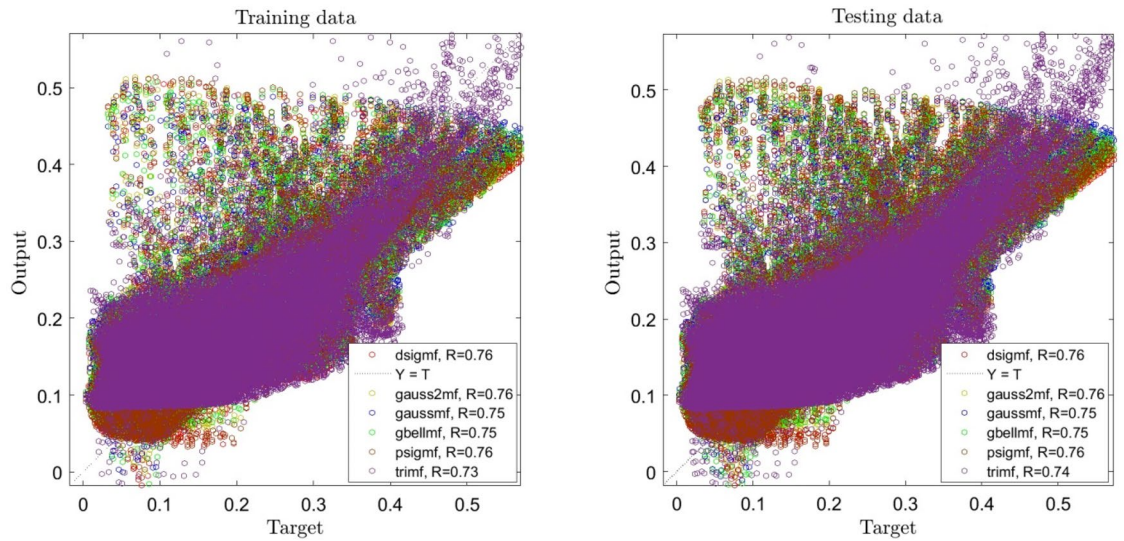 Training data
Output
0.5
0.4
0.3
0.2
0.1
0
dsigmf, R=0.76
Y = T
gauss2mf, R=0.76
gaussmf, R=0.75
gbellmf, R=0.75
psigmf, R=0.76
trimf, R=0.73
0 0.1 0.2 0.3 0.4 0.5
Target
Testing data
Output
0.5
0.4
0.3
0.2
0.1
0
dsigmf, R=0.76
Y = T
gauss2mf, R=0.76
gaussmf, R=0.75
gbellmf, R=0.75
psigmf, R=0.76
trimf, R=0.74
0 0.1 0.2 0.3 0.4 0.5
Target